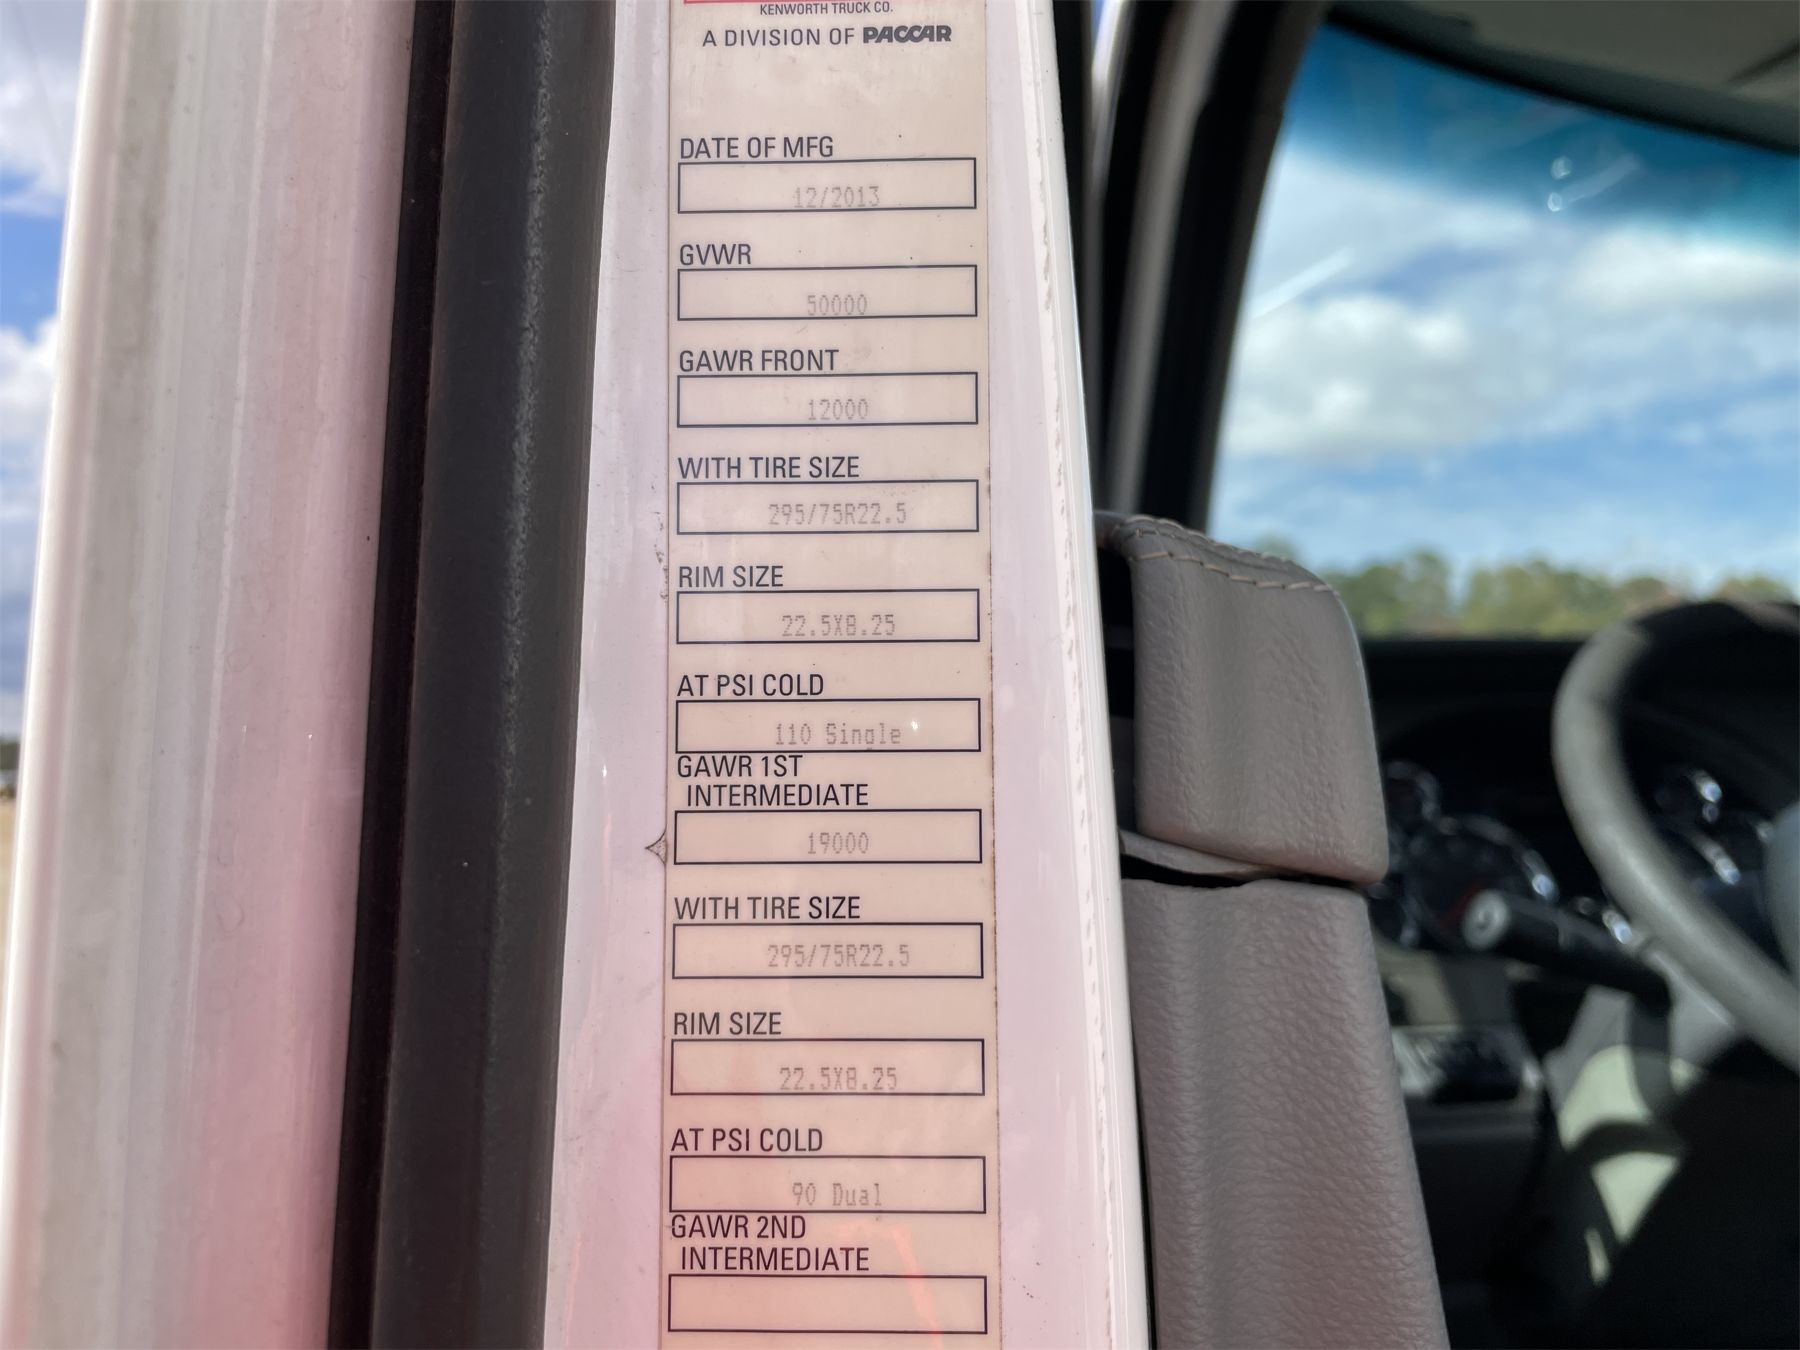 KENWORTH TRUCK CO.
A DIVISION OF PACCAR
DATE OF MFG
12/2013
GVWR
50000
GAWR FRONT
12000
WITH TIRE SIZE
295/75R22.5
RIM SIZE
22.5X8.25
AT PSI COLD
110 Single
GAWR 1ST
INTERMEDIATE
19000
WITH TIRE SIZE
295/75R22.5
RIM SIZE
22.5X8.25
AT PSI COLD
90 Dual
GAWR 2ND
INTERMEDIATE